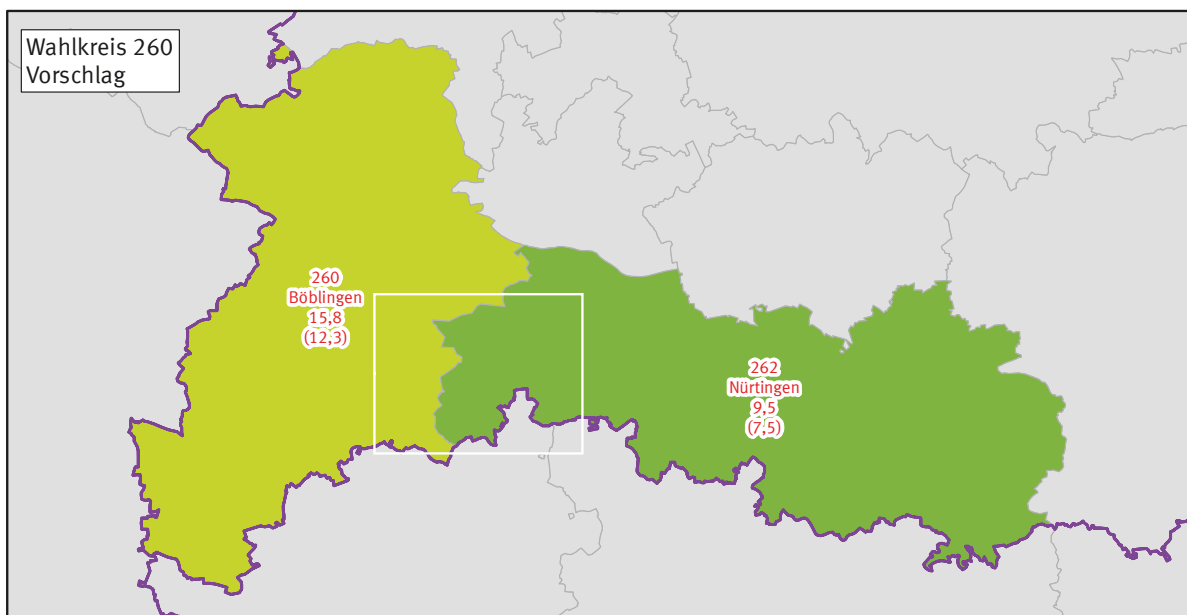 Wahlkreis 260
Vorschlag
260
Böblingen
15,8
(12,3)
262
Nürtingen
9,5
(7,5)